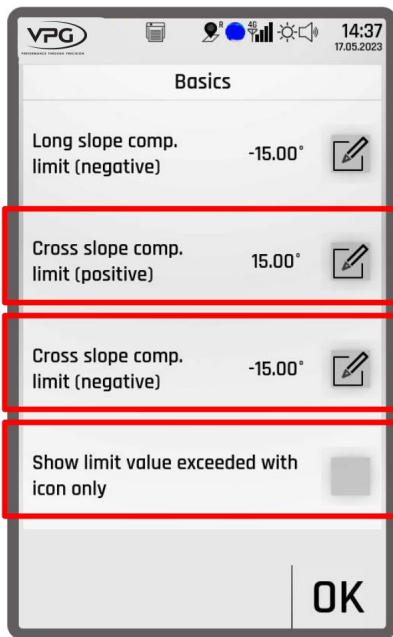 VPG
PERFORMANCE THROUGH PRECISION
R
4G
14:37
17.05.2023
Basics
Long slope comp.
limit (negative)
-15.00°
Cross slope comp.
limit (positive)
15.00°
Cross slope comp.
limit (negative)
-15.00°
Show limit value exceeded with
icon only
OK